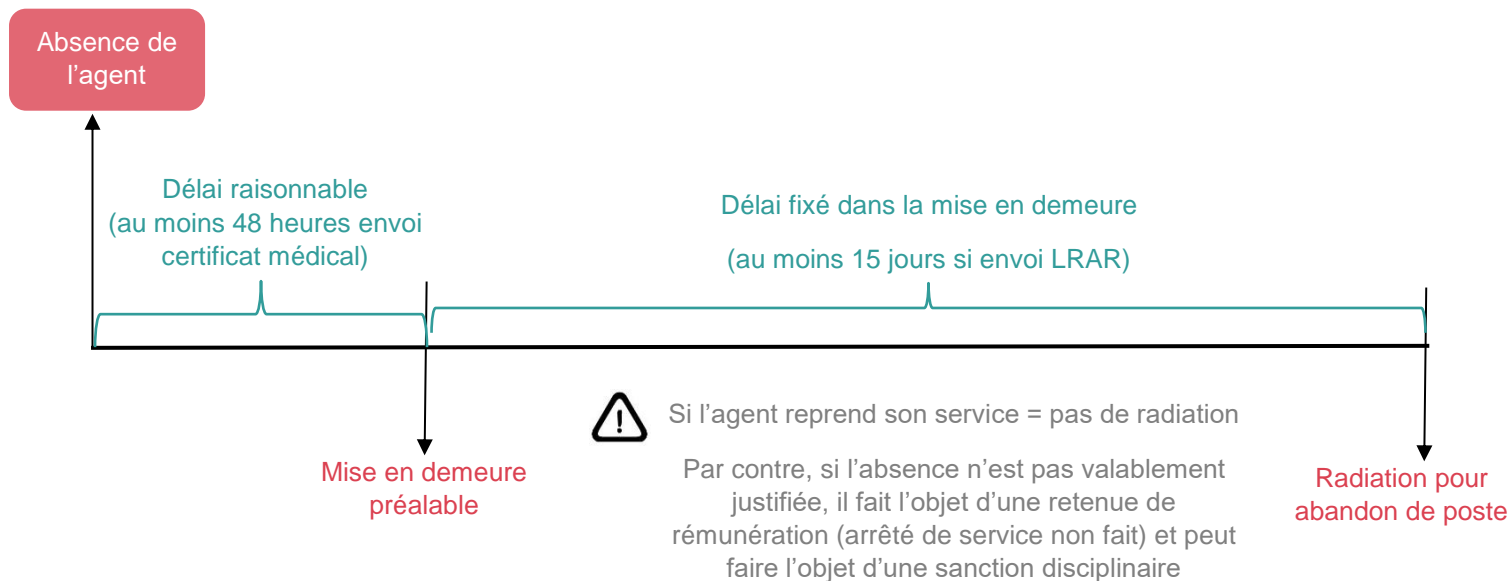 Absence de
l’agent
Délai raisonnable
(au moins 48 heures envoi
certificat médical)
Délai fixé dans la mise en demeure
(au moins 15 jours si envoi LRAR)
Si l’agent reprend son service = pas de radiation
Par contre, si l’absence n’est pas valablement
justifiée, il fait l’objet d’une retenue de
rémunération (arrêté de service non fait) et peut
faire l’objet d’une sanction disciplinaire
Mise en demeure
préalable
Radiation pour
abandon de poste